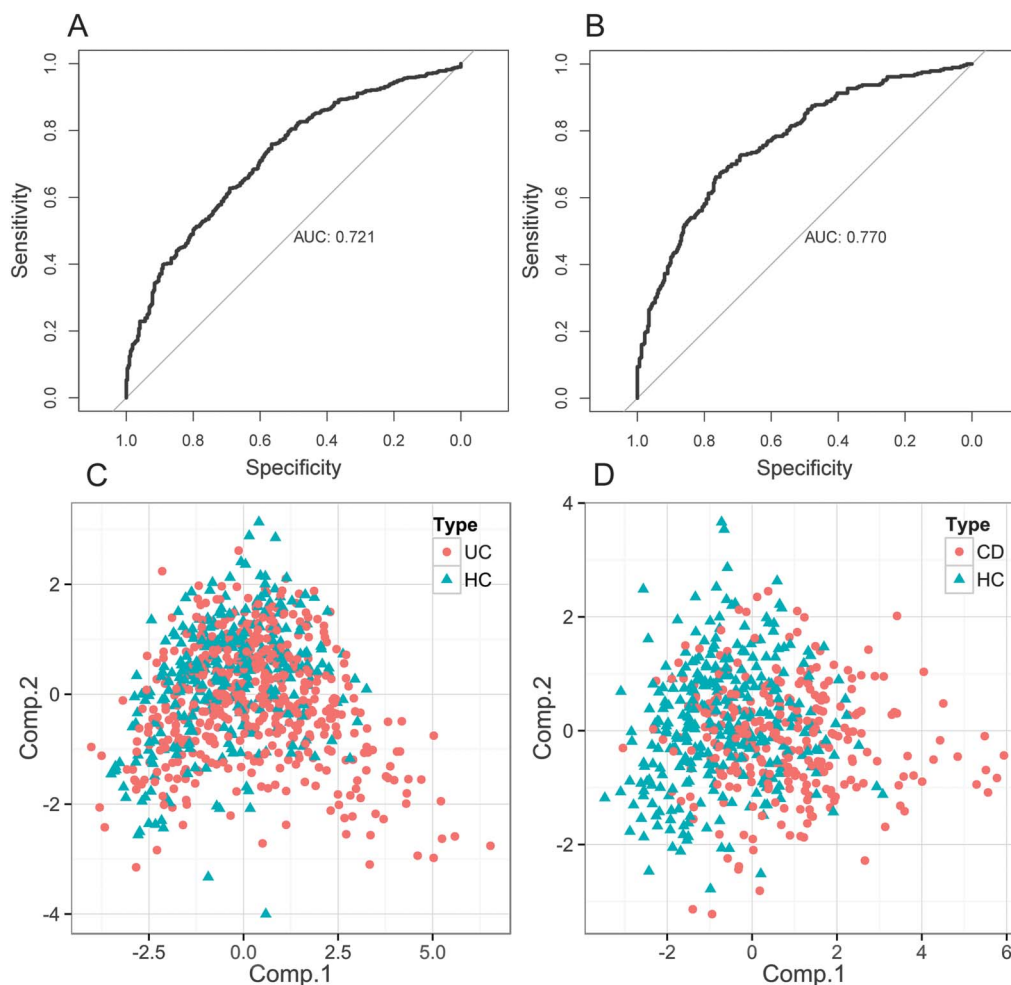 A
B
1.0
0.8
0.6
0.4
0.2
0.0
Sensitivity
AUC: 0.721
1.0 0.8 0.6 0.4 0.2 0.0
Specificity
1.0
0.8
0.6
0.4
0.2
0.0
Sensitivity
AUC: 0.770
1.0 0.8 0.6 0.4 0.2 0.0
Specificity
C
D
Type
UC
HC
2
0
-2
-4
Comp.2
-2.5 0.0 2.5 5.0
Comp.1
Type
CD
HC
4
2
0
-2
Comp.2
-2 0 2 4 6
Comp.1